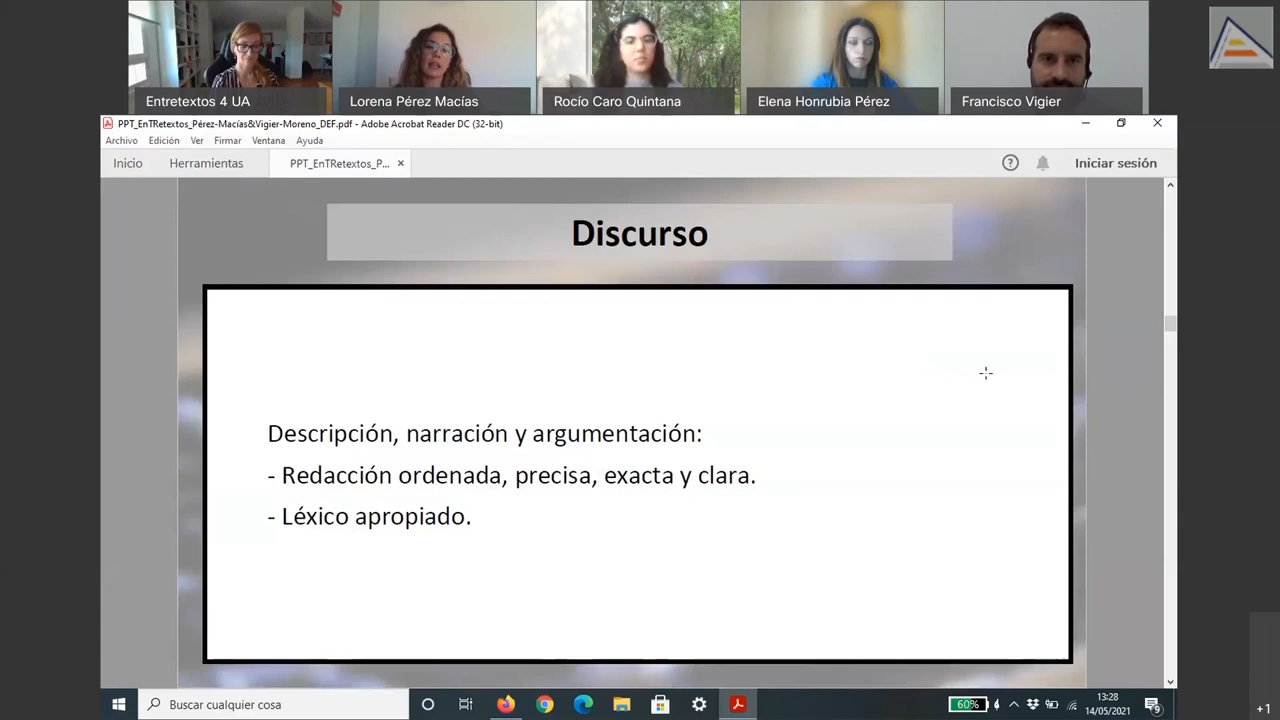 Entretextos 4 UA
Lorena Pérez Macías
Rocío Caro Quintana
Elena Honrubia Pérez
Francisco Vigier
PPT_EnTRetextos_Pérez-Macías&Vigier-Moreno_DEF.pdf - Adobe Acrobat Reader DC (32-bit)
Archivo Edición Ver Firmar Ventana Ayuda
Inicio Herramientas PPT_EnTRetextos_P... × Iniciar sesión
Discurso
Descripción, narración y argumentación:
- Redacción ordenada, precisa, exacta y clara.
- Léxico apropiado.
Buscar cualquier cosa
60%
13:28
14/05/2021
9
+1